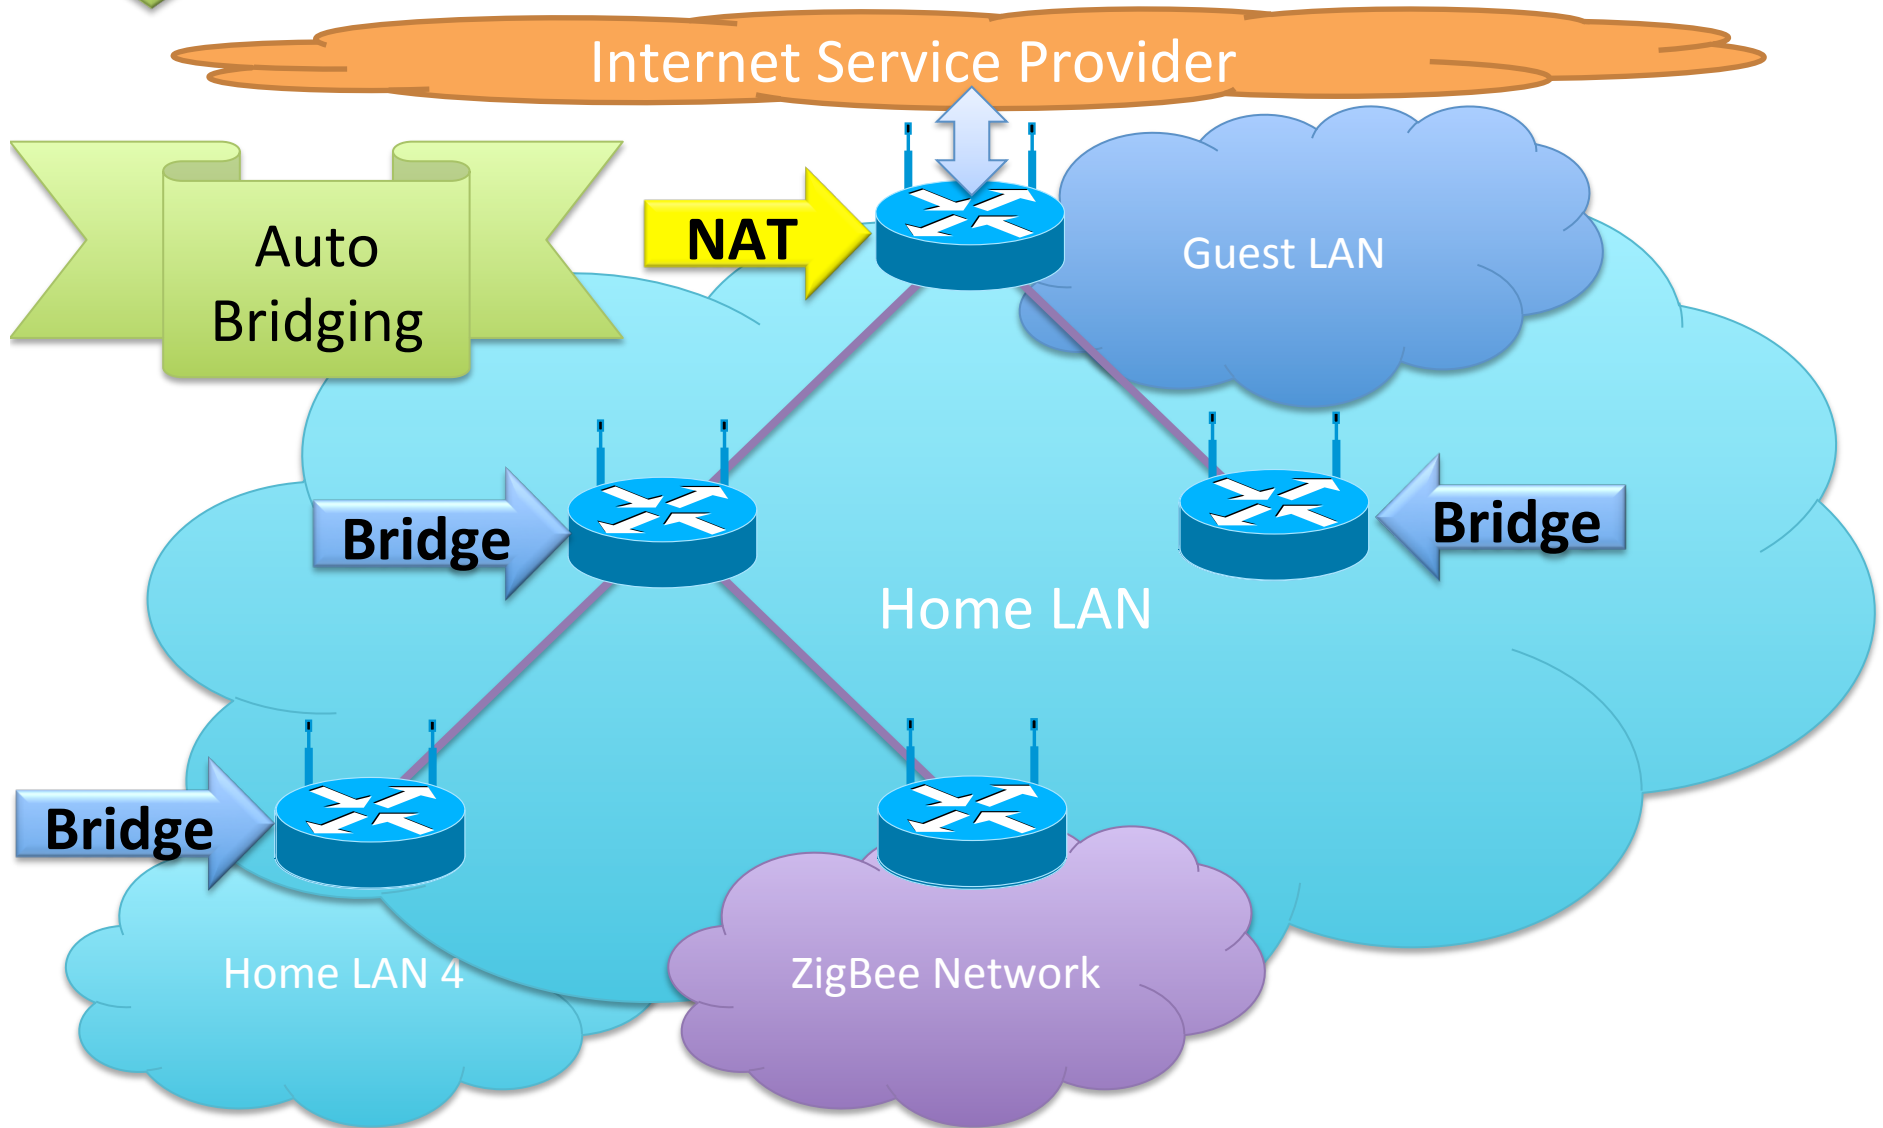 Internet Service Provider
Auto
Bridging
NAT
Guest LAN
Bridge
Bridge
Home LAN
Bridge
Home LAN 4
ZigBee Network